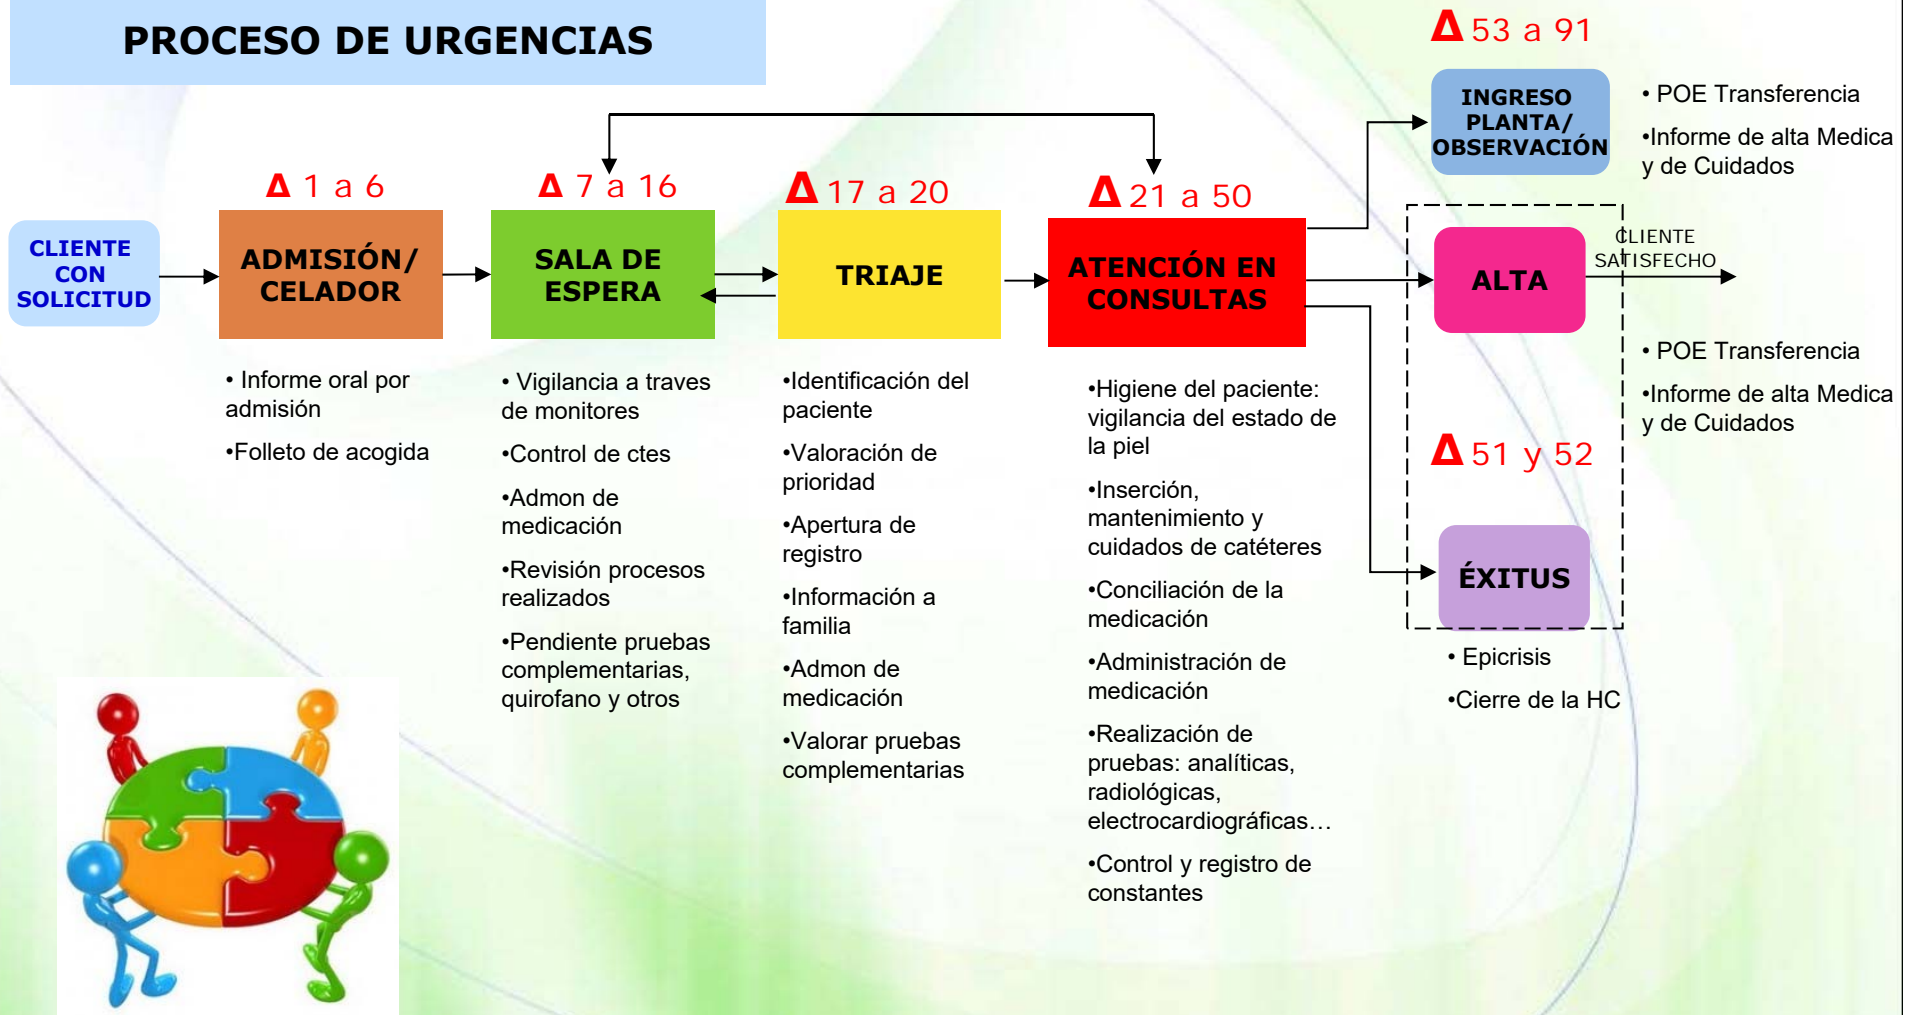 PROCESO DE URGENCIAS
Δ 53 a 91
INGRESO
PLANTA/
OBSERVACIÓN
• POE Transferencia
•Informe de alta Medica
y de Cuidados
Δ 1 a 6
Δ 7 a 16
Δ 17 a 20
Δ 21 a 50
CLIENTE
CON
SOLICITUD
ADMISIÓN/
CELADOR
SALA DE
ESPERA
TRIAJE
ATENCIÓN EN
CONSULTAS
ALTA
CLIENTE
SATISFECHO
• Informe oral por
admisión
•Folleto de acogida
• Vigilancia a traves
de monitores
•Control de ctes
•Admon de
medicación
•Revisión procesos
realizados
•Pendiente pruebas
complementarias,
quirofano y otros
•Identificación del
paciente
•Valoración de
prioridad
•Apertura de
registro
•Información a
familia
•Admon de
medicación
•Valorar pruebas
complementarias
•Higiene del paciente:
vigilancia del estado de
la piel
•Inserción,
mantenimiento y
cuidados de catéteres
•Conciliación de la
medicación
•Administración de
medicación
•Realización de
pruebas: analíticas,
radiológicas,
electrocardiográficas…
•Control y registro de
constantes
• POE Transferencia
•Informe de alta Medica
y de Cuidados
Δ 51 y 52
ÉXITUS
• Epicrisis
•Cierre de la HC